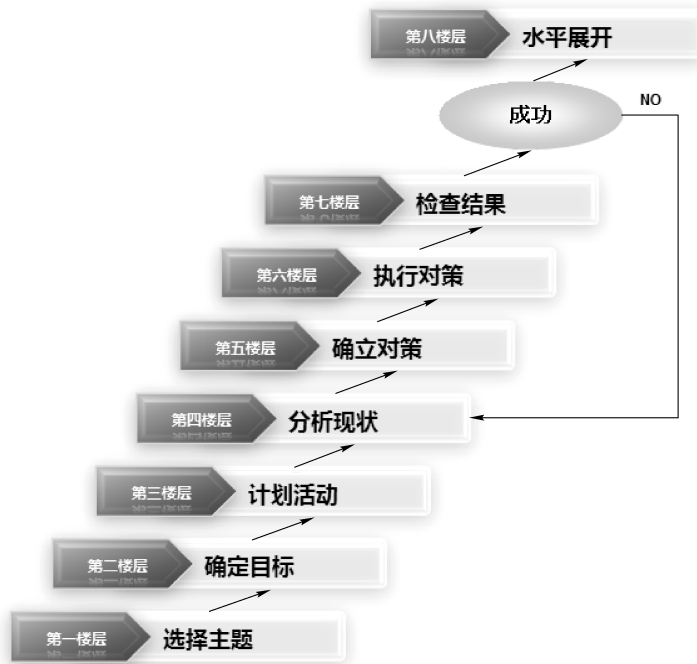 第八楼层 水平展开
成功
NO
第七楼层 检查结果
第六楼层 执行对策
第五楼层 确立对策
第四楼层 分析现状
第三楼层 计划活动
第二楼层 确定目标
第一楼层 选择主题